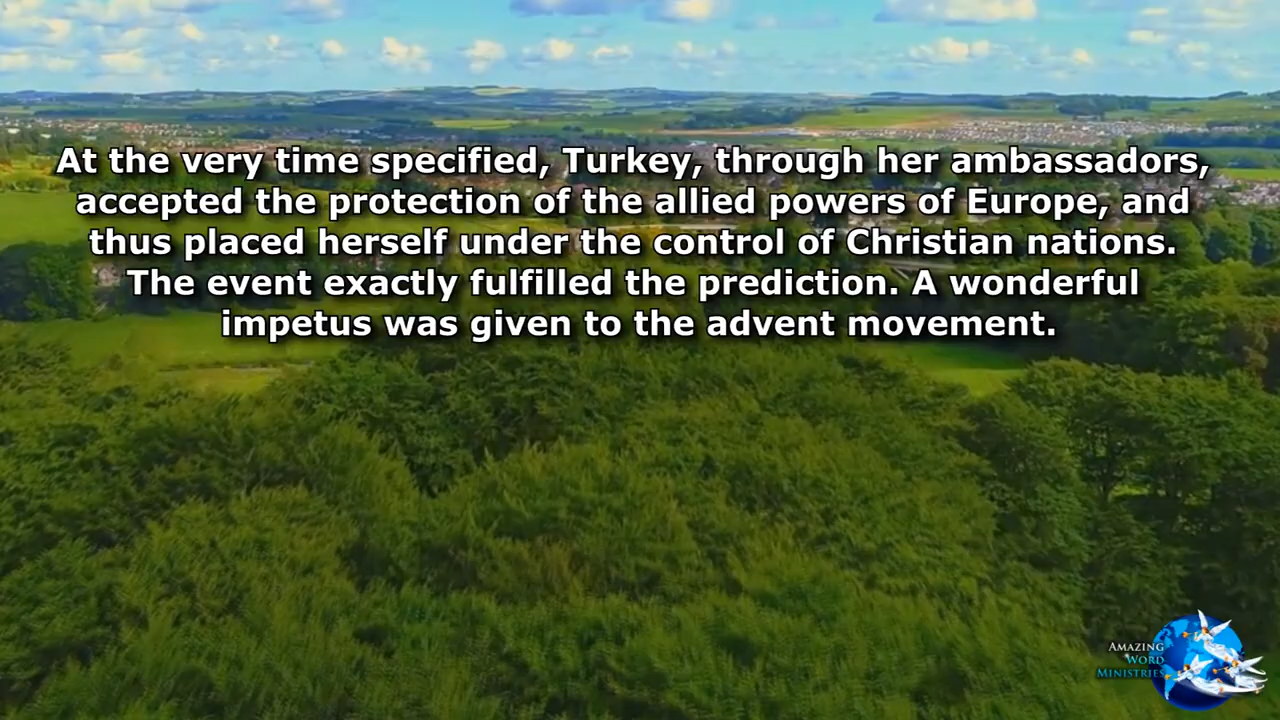 At the very time specified, Turkey, through her ambassadors,
accepted the protection of the allied powers of Europe, and
thus placed herself under the control of Christian nations.
The event exactly fulfilled the prediction. A wonderful
impetus was given to the advent movement.
AMAZING
WORD
MINISTRIES